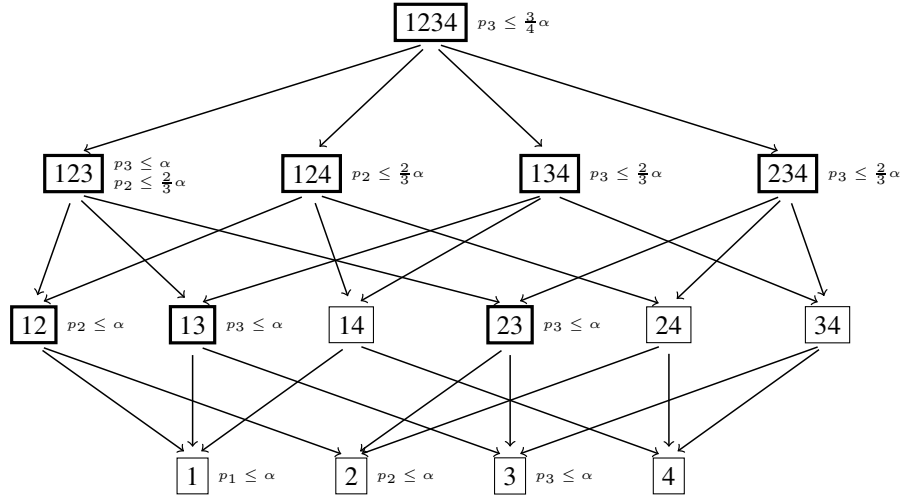 1234 p₃ ≤ ¾α
123 p₃ ≤ α
p₂ ≤ ⅔α
124 p₂ ≤ ⅔α
134 p₃ ≤ ⅔α
234 p₃ ≤ ⅔α
12 p₂ ≤ α
13 p₃ ≤ α
14
23 p₃ ≤ α
24
34
1 p₁ ≤ α
2 p₂ ≤ α
3 p₃ ≤ α
4